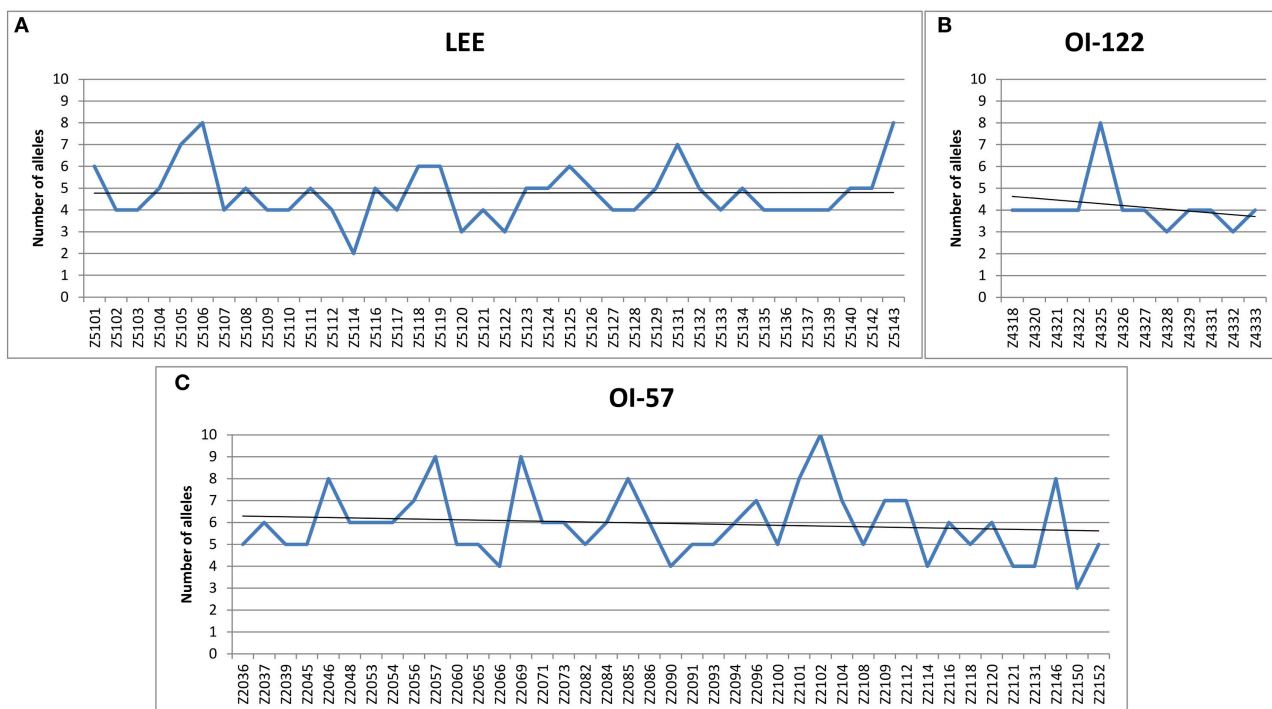 A
LEE
Number of alleles
10
9
8
7
6
5
4
3
2
1
0
Z5101
Z5102
Z5103
Z5104
Z5105
Z5106
Z5107
Z5108
Z5109
Z5110
Z5111
Z5112
Z5114
Z5116
Z5117
Z5118
Z5119
Z5120
Z5121
Z5122
Z5123
Z5124
Z5125
Z5126
Z5127
Z5128
Z5129
Z5131
Z5132
Z5133
Z5134
Z5135
Z5136
Z5137
Z5139
Z5140
Z5142
Z5143
B
OI-122
Number of alleles
10
9
8
7
6
5
4
3
2
1
0
Z4318
Z4320
Z4321
Z4322
Z4325
Z4326
Z4327
Z4328
Z4329
Z4331
Z4332
Z4333
C
OI-57
Number of alleles
10
9
8
7
6
5
4
3
2
1
0
Z2036
Z2037
Z2039
Z2045
Z2046
Z2048
Z2053
Z2054
Z2056
Z2057
Z2060
Z2065
Z2066
Z2069
Z2071
Z2073
Z2082
Z2084
Z2085
Z2086
Z2090
Z2091
Z2093
Z2094
Z2096
Z2100
Z2101
Z2102
Z2104
Z2108
Z2109
Z2112
Z2114
Z2116
Z2118
Z2120
Z2121
Z2131
Z2146
Z2150
Z2152